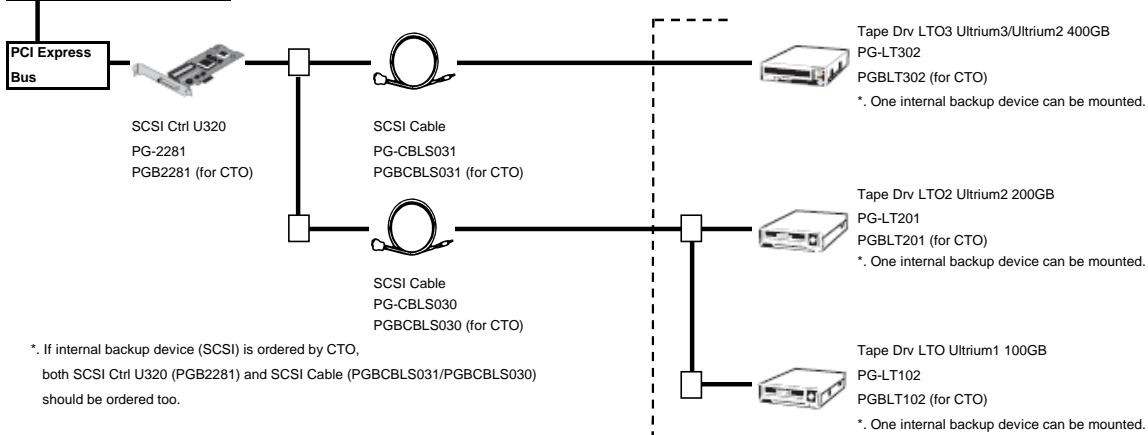 PCI Express
Bus
SCSI Ctrl U320
PG-2281
PGB2281 (for CTO)
SCSI Cable
PG-CBLS031
PGBCBLS031 (for CTO)
Tape Drv LTO3 Ultrium3/Ultrium2 400GB
PG-LT302
PGBLT302 (for CTO)
*. One internal backup device can be mounted.
SCSI Cable
PG-CBLS030
PGBCBLS030 (for CTO)
Tape Drv LTO2 Ultrium2 200GB
PG-LT201
PGBLT201 (for CTO)
*. One internal backup device can be mounted.
*. If internal backup device (SCSI) is ordered by CTO,
both SCSI Ctrl U320 (PGB2281) and SCSI Cable (PGBCBLS031/PGBCBLS030)
should be ordered too.
Tape Drv LTO Ultrium1 100GB
PG-LT102
PGBLT102 (for CTO)
*. One internal backup device can be mounted.